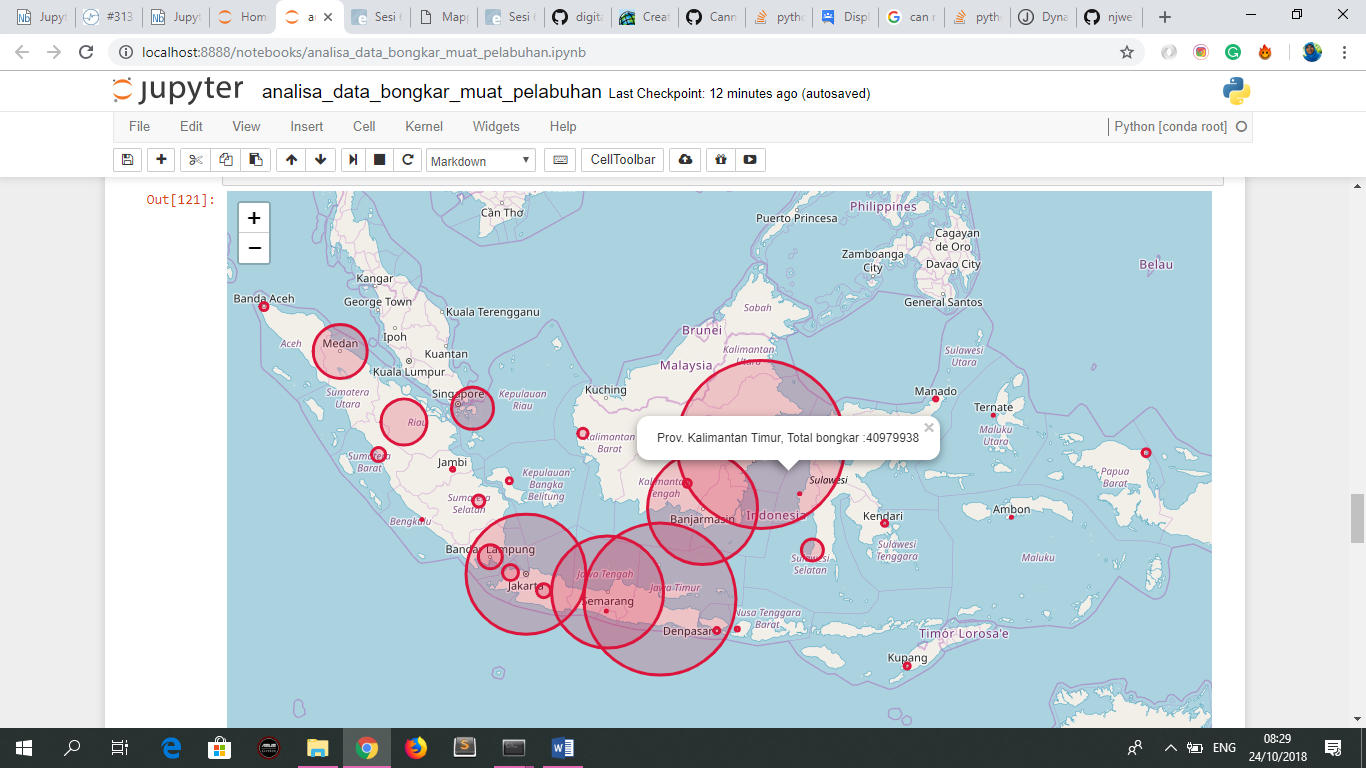 Jupyt
#313
Jupyt
Hom
a
Sesi 6
Mapp
Sesi 6
digita
Creat
Cann
pytho
Displ
can r
pytho
Dyna
njwe
localhost:8888/notebooks/analisa_data_bongkar_muat_pelabuhan.ipynb
jupyter analisa_data_bongkar_muat_pelabuhan Last Checkpoint: 12 minutes ago (autosaved)
File Edit View Insert Cell Kernel Widgets Help Python [conda root]
Markdown CellToolbar
Out[121]:
+
−
Cần Thơ
Puerto Princesa
Philippines
Cagayan
de Oro
Zamboanga
City
Davao City
Belau
General Santos
Kangar
George Town
Kuala Terengganu
Banda Aceh
Ipoh
Aceh
Medan
Kuantan
Kuala Lumpur
Sabah
Brunei
Kalimantan
Utara
Malaysia
Sulawesi
Utara
Sumatera
Utara
Singapore
Kepulauan
Riau
Kuching
Manado
Ternate
Maluku
Utara
Riau
Prov. Kalimantan Timur, Total bongkar :40979938
×
Kalimantan
Barat
Sumatera
Barat
Jambi
Kepulauan
Bangka
Belitung
Kalimantan
Tengah
Sulawesi
Papua
Barat
Sumatera
Selatan
Bengkulu
Banjarmasin
Indonesia
Kendari
Ambon
Bandar Lampung
Sulawesi
Selatan
Sulawesi
Tenggara
Maluku
Jakarta
Jawa Tengah
Jawa Timur
Semarang
Denpasar
Nusa Tenggara
Barat
Timór Lorosa'e
Kupang
ENG
08:29
24/10/2018